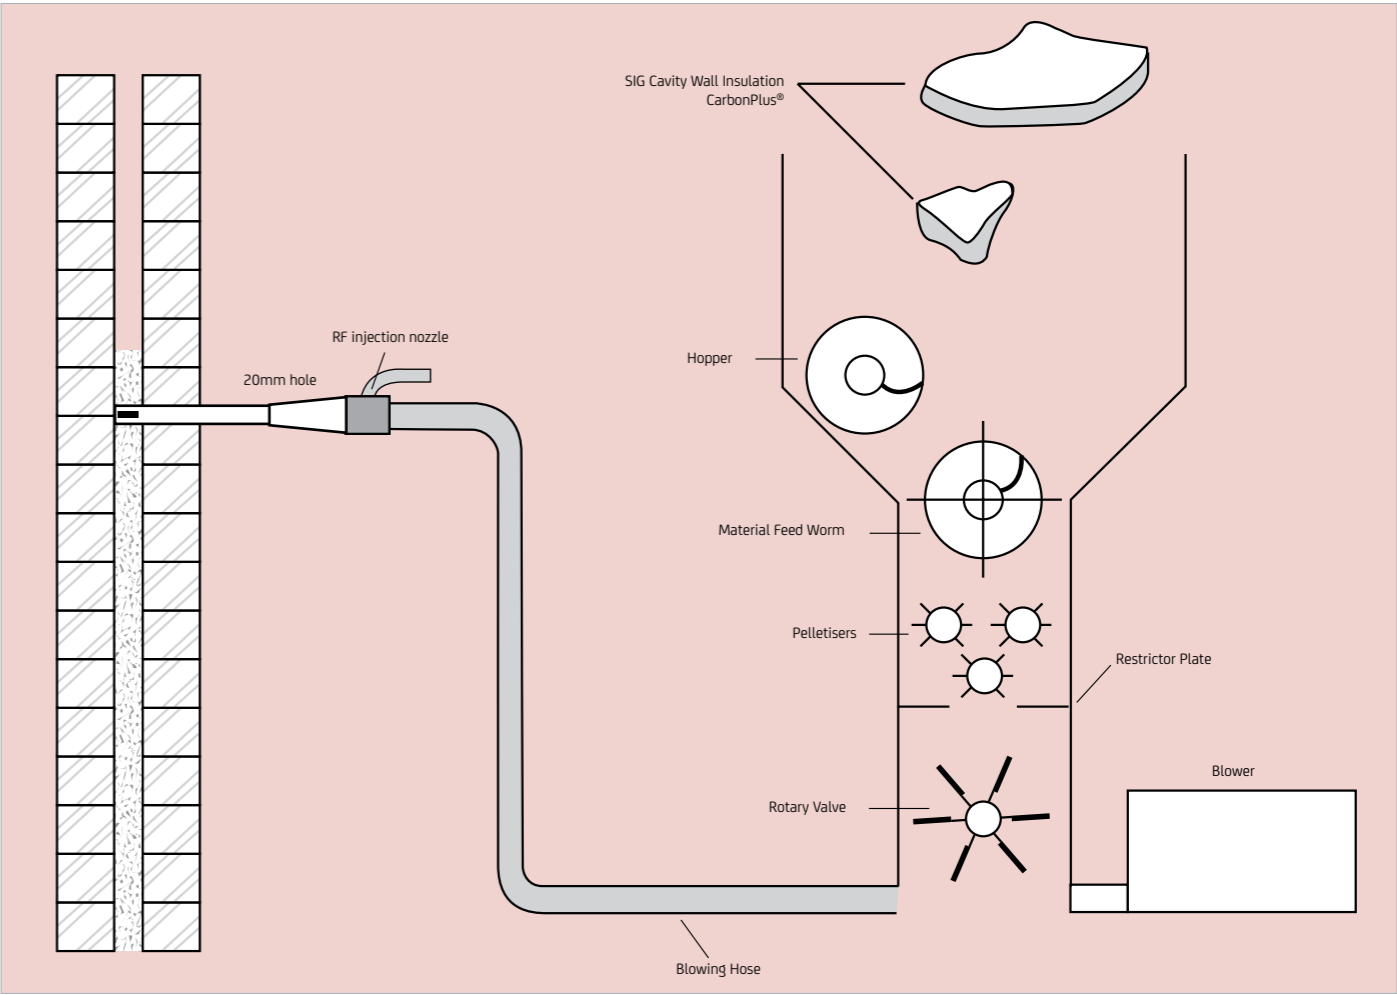 SIG Cavity Wall Insulation
CarbonPlus®
RF injection nozzle
20mm hole
Hopper
Material Feed Worm
Pelletisers
Restrictor Plate
Blower
Rotary Valve
Blowing Hose